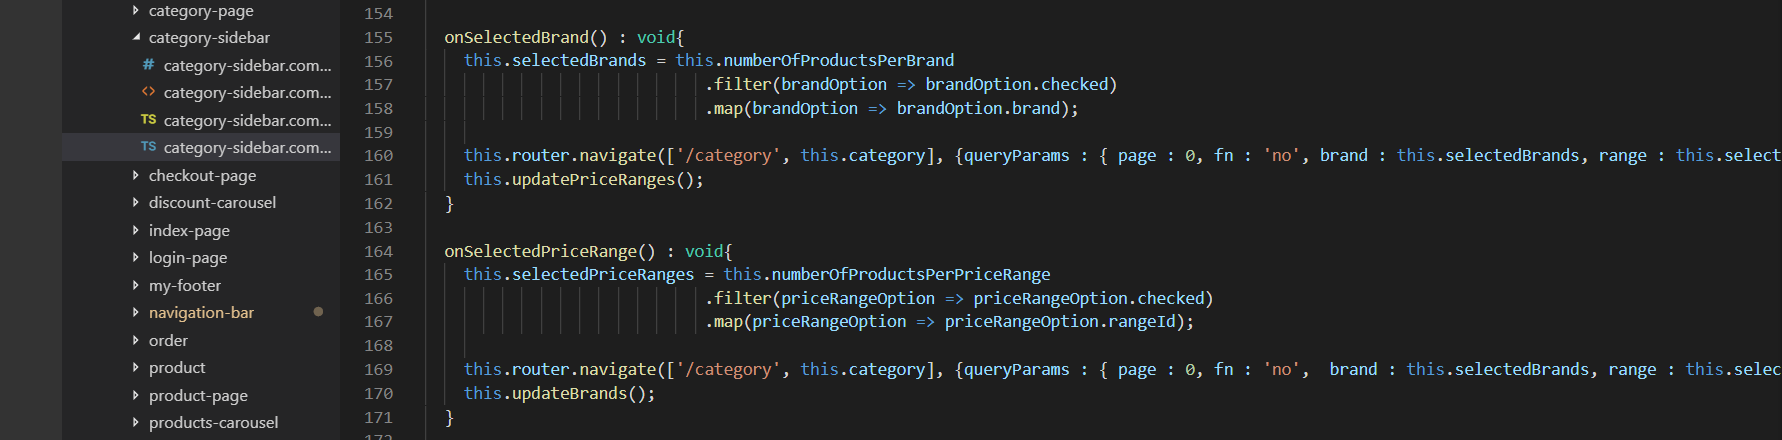 category-page
category-sidebar
# category-sidebar.com...
<> category-sidebar.com...
TS category-sidebar.com...
TS category-sidebar.com...
checkout-page
discount-carousel
index-page
login-page
my-footer
navigation-bar
order
product
product-page
products-carousel
154
155 onSelectedBrand() : void{
156 this.selectedBrands = this.numberOfProductsPerBrand
157 .filter(brandOption => brandOption.checked)
158 .map(brandOption => brandOption.brand);
159
160 this.router.navigate(['/category', this.category], {queryParams : { page : 0, fn : 'no', brand : this.selectedBrands, range : this.select
161 this.updatePriceRanges();
162 }
163
164 onSelectedPriceRange() : void{
165 this.selectedPriceRanges = this.numberOfProductsPerPriceRange
166 .filter(priceRangeOption => priceRangeOption.checked)
167 .map(priceRangeOption => priceRangeOption.rangeId);
168
169 this.router.navigate(['/category', this.category], {queryParams : { page : 0, fn : 'no',  brand : this.selectedBrands, range : this.selec
170 this.updateBrands();
171 }